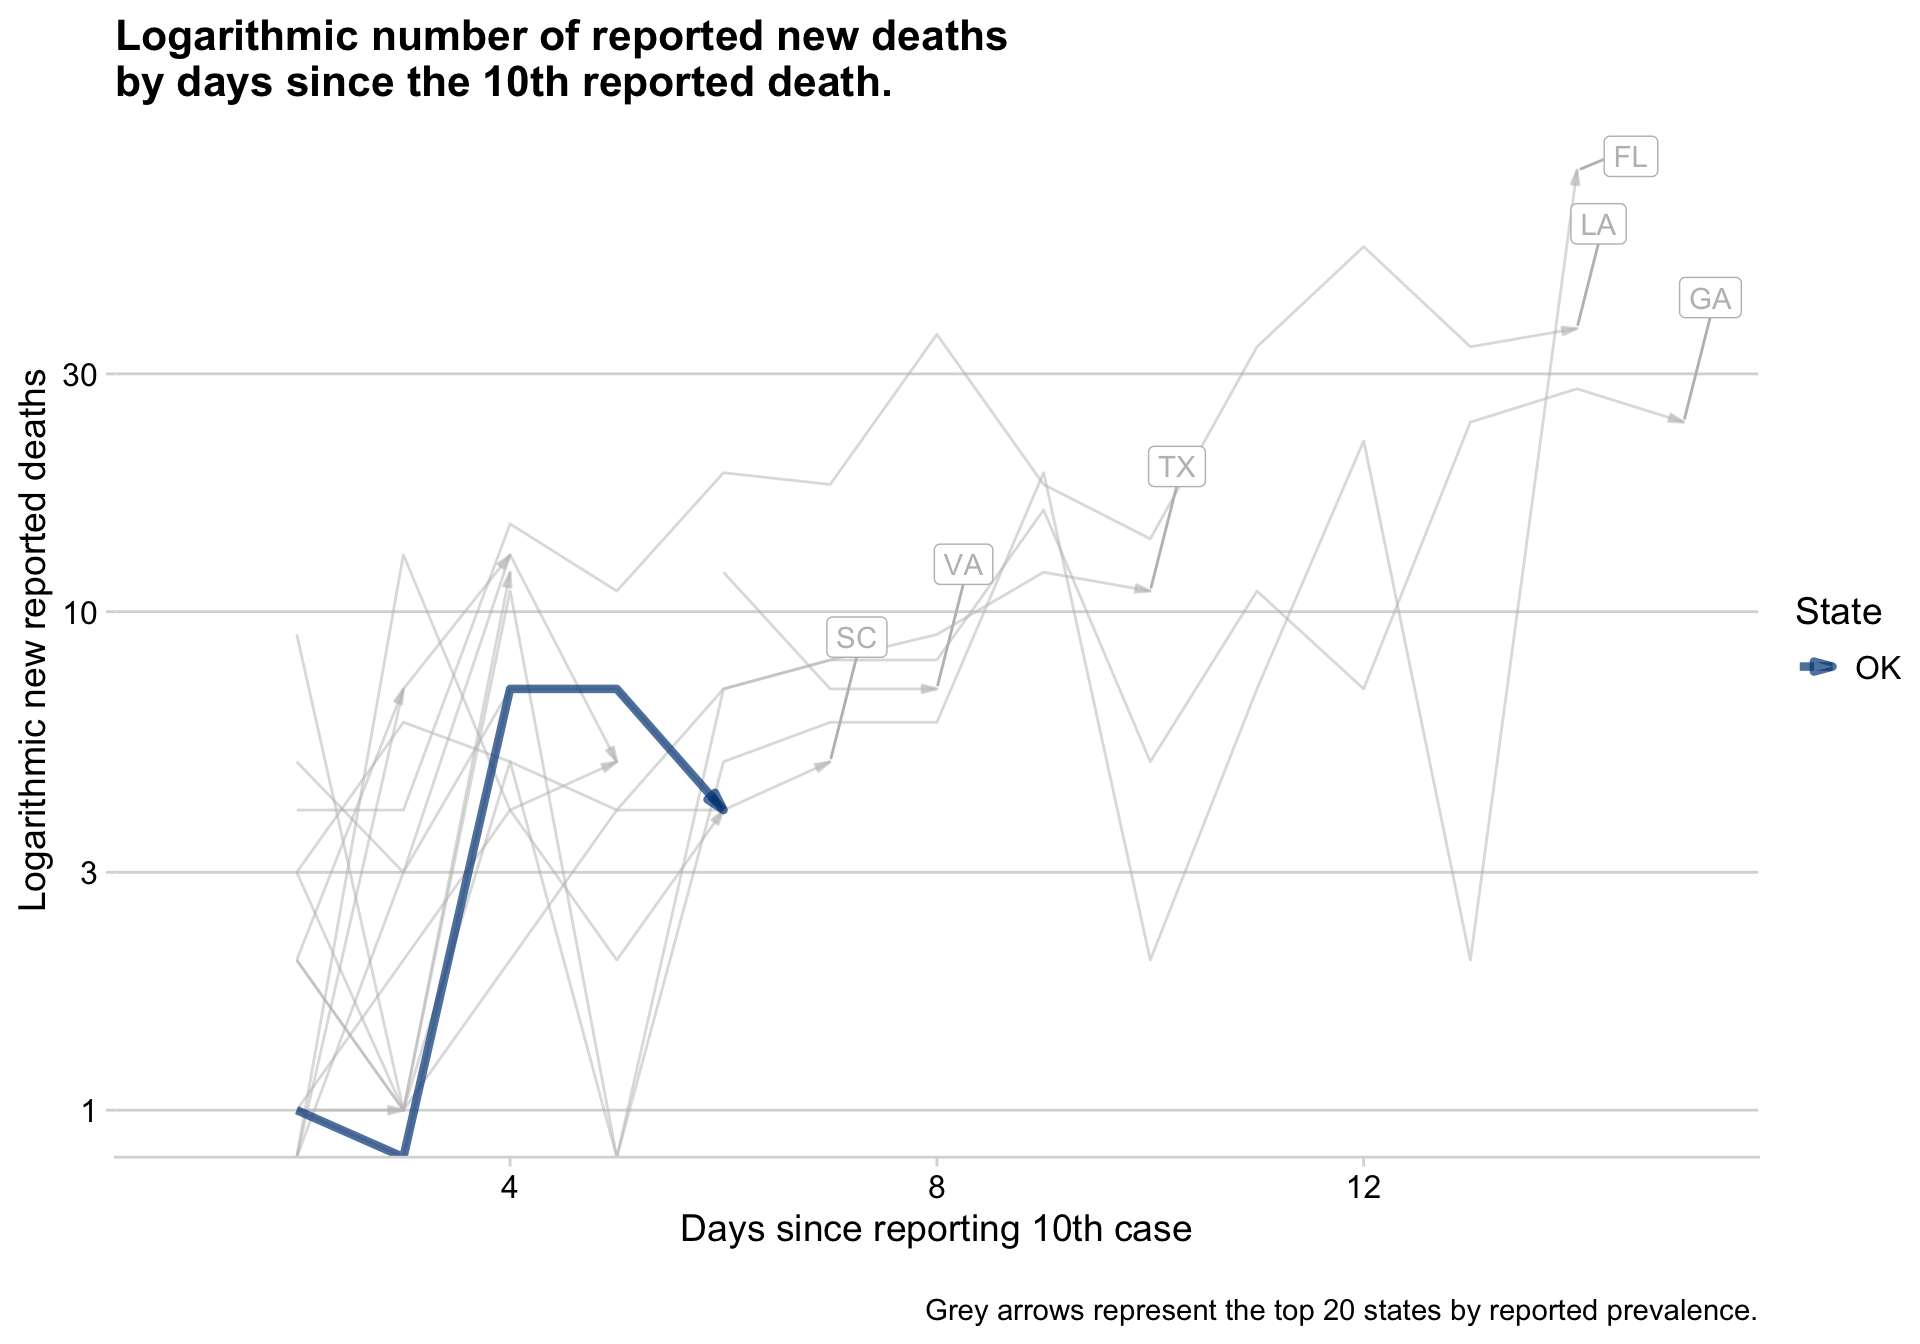 Logarithmic number of reported new deaths
by days since the 10th reported death.
FL
LA
GA
TX
VA
SC
30
10
3
1
Logarithmic new reported deaths
4
8
12
Days since reporting 10th case
State
OK
Grey arrows represent the top 20 states by reported prevalence.